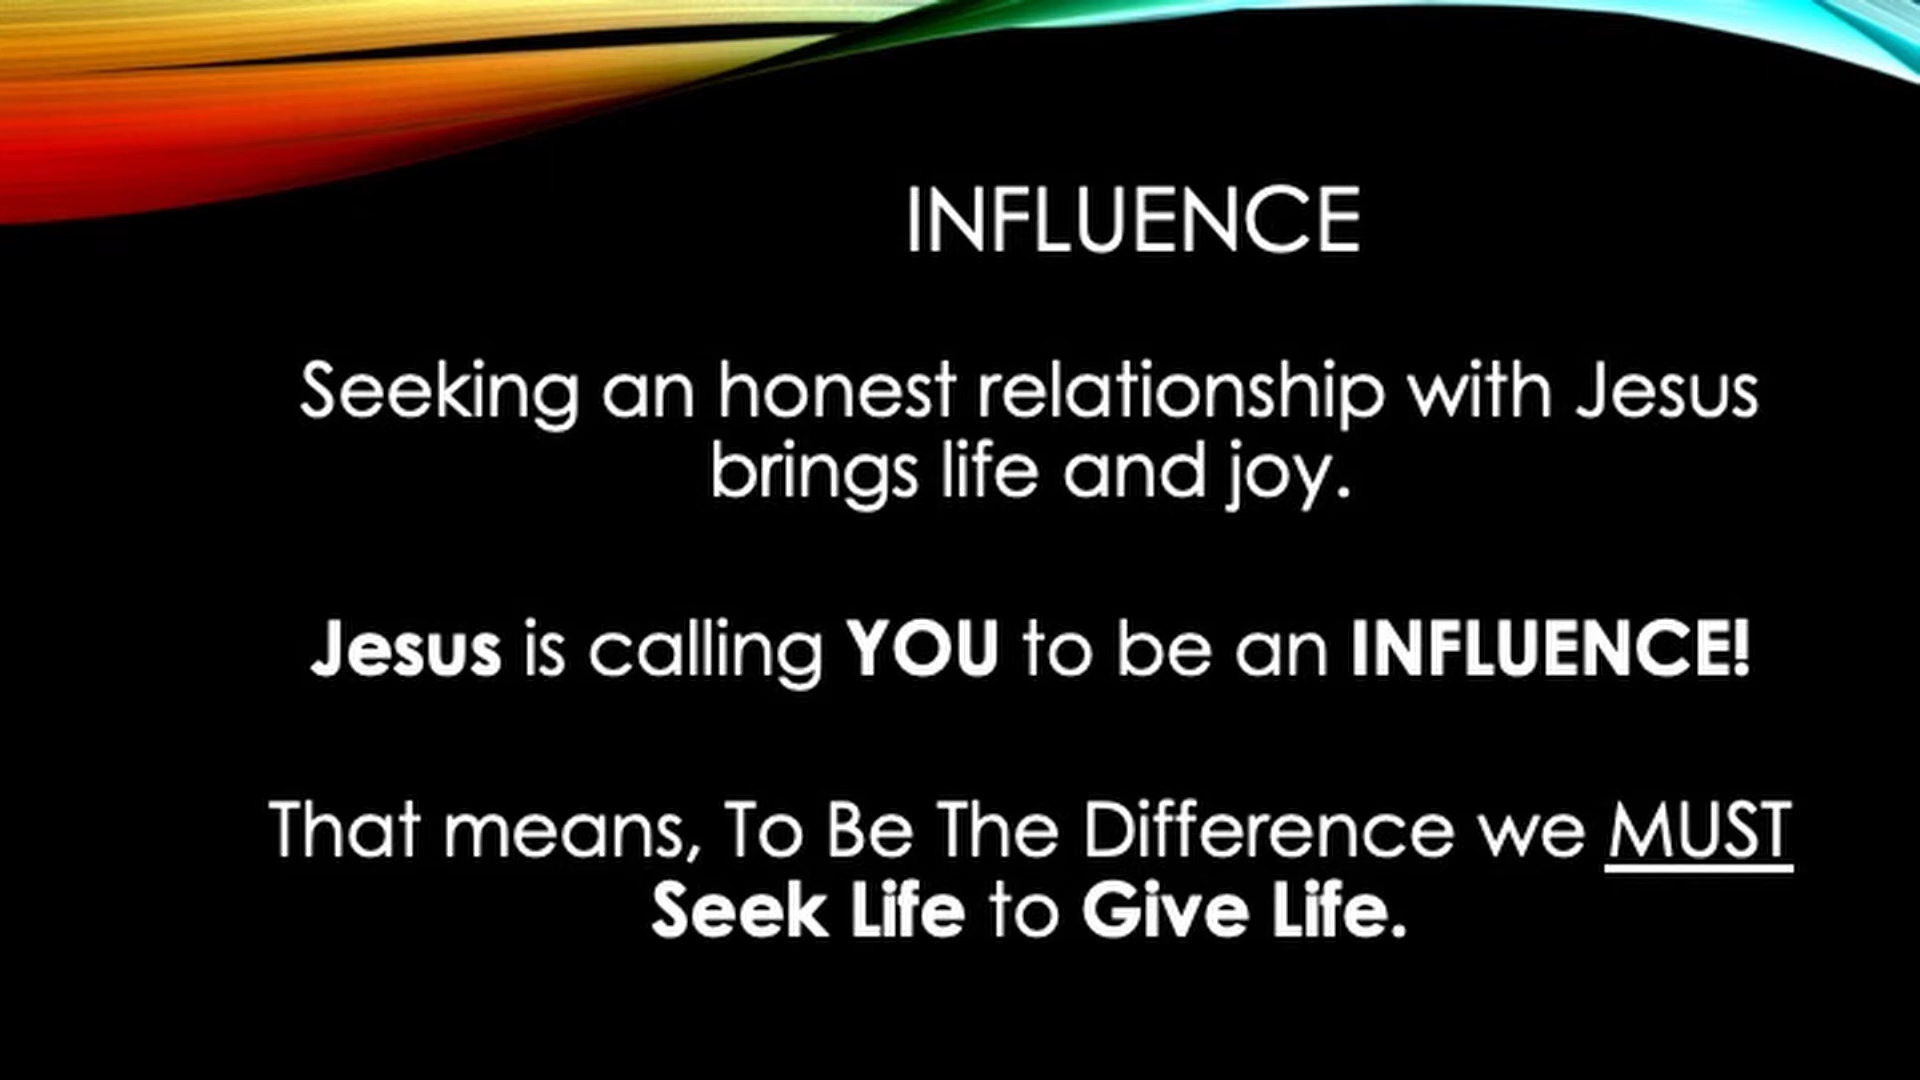 INFLUENCE
Seeking an honest relationship with Jesus
brings life and joy.
Jesus is calling YOU to be an INFLUENCE!
That means, To Be The Difference we MUST
Seek Life to Give Life.